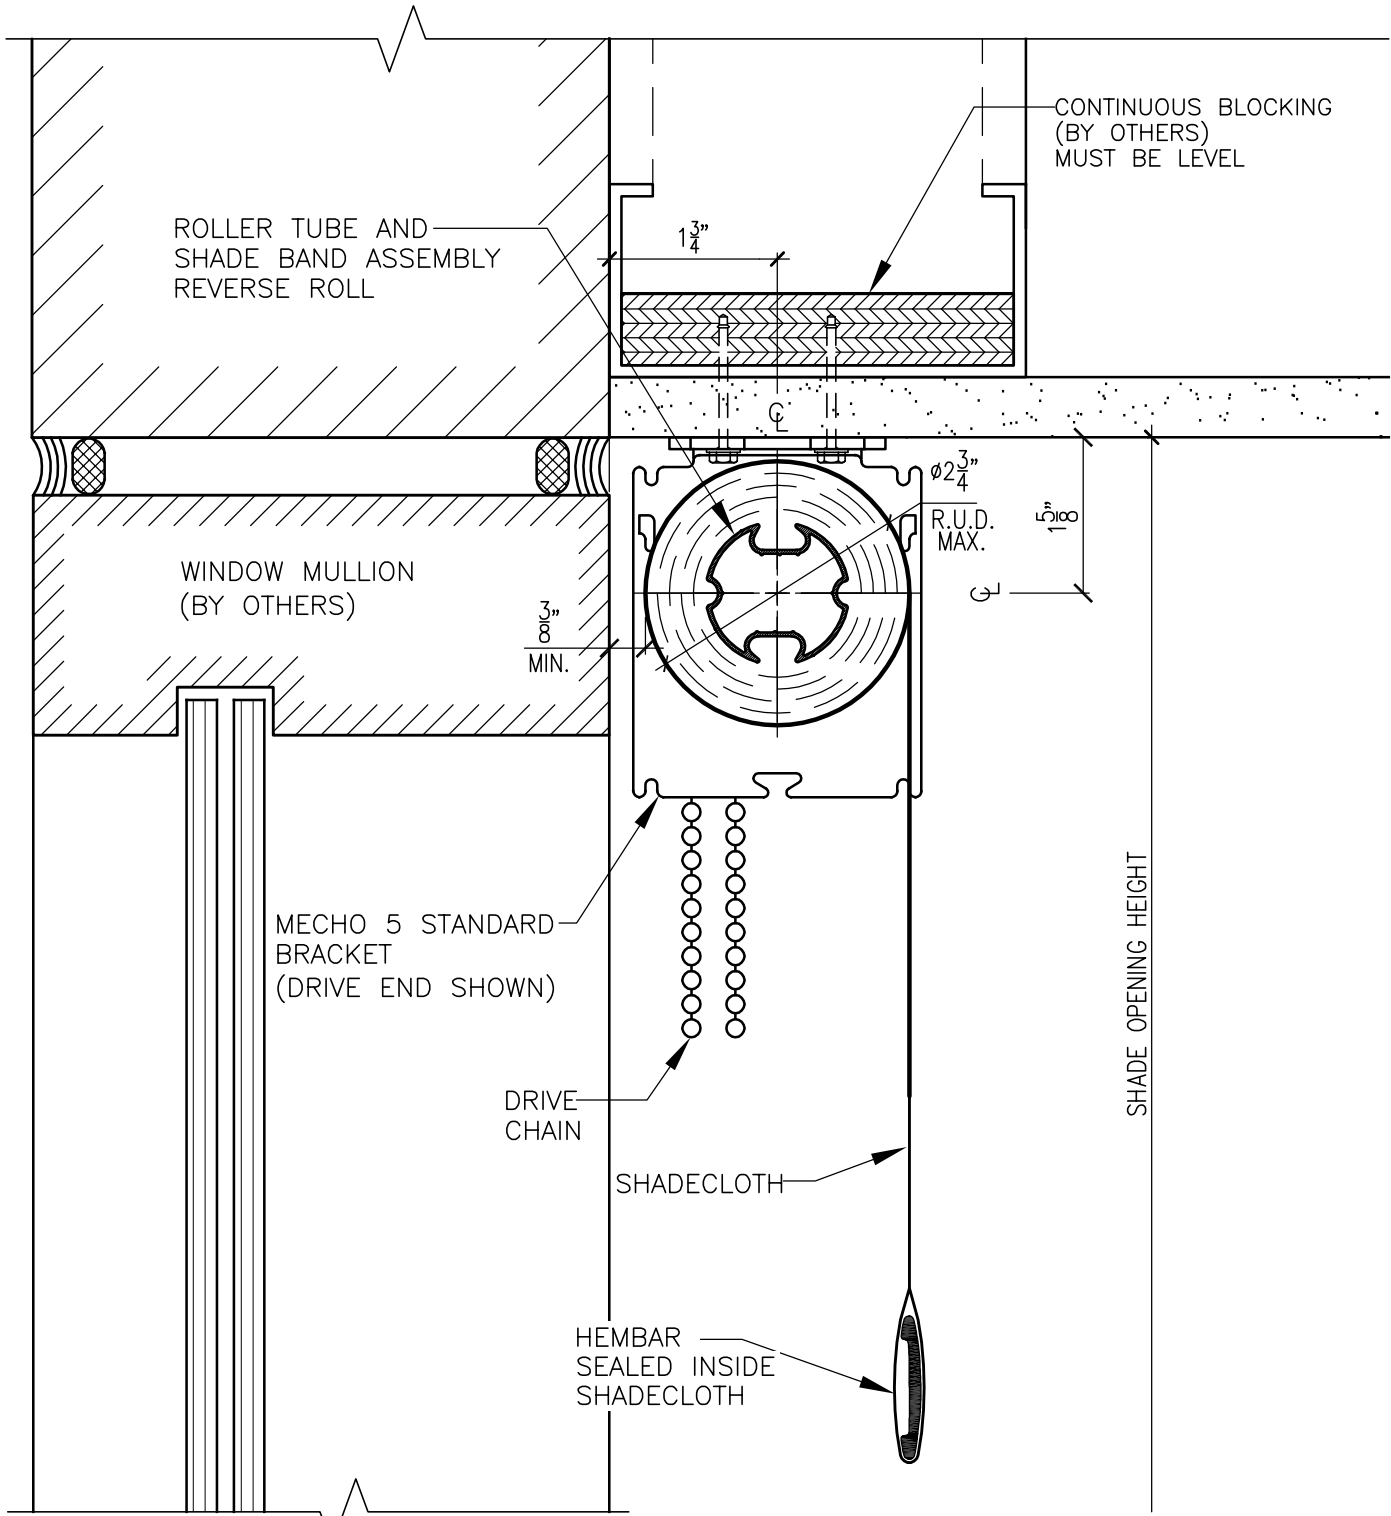 CONTINUOUS BLOCKING
(BY OTHERS)
MUST BE LEVEL
ROLLER TUBE AND
SHADE BAND ASSEMBLY
REVERSE ROLL
1 3/4"
℄
ø2 3/4"
R.U.D.
MAX.
1 5/8"
℄
WINDOW MULLION
(BY OTHERS)
3/8"
MIN.
MECHO 5 STANDARD
BRACKET
(DRIVE END SHOWN)
SHADE OPENING HEIGHT
DRIVE
CHAIN
SHADECLOTH
HEMBAR
SEALED INSIDE
SHADECLOTH